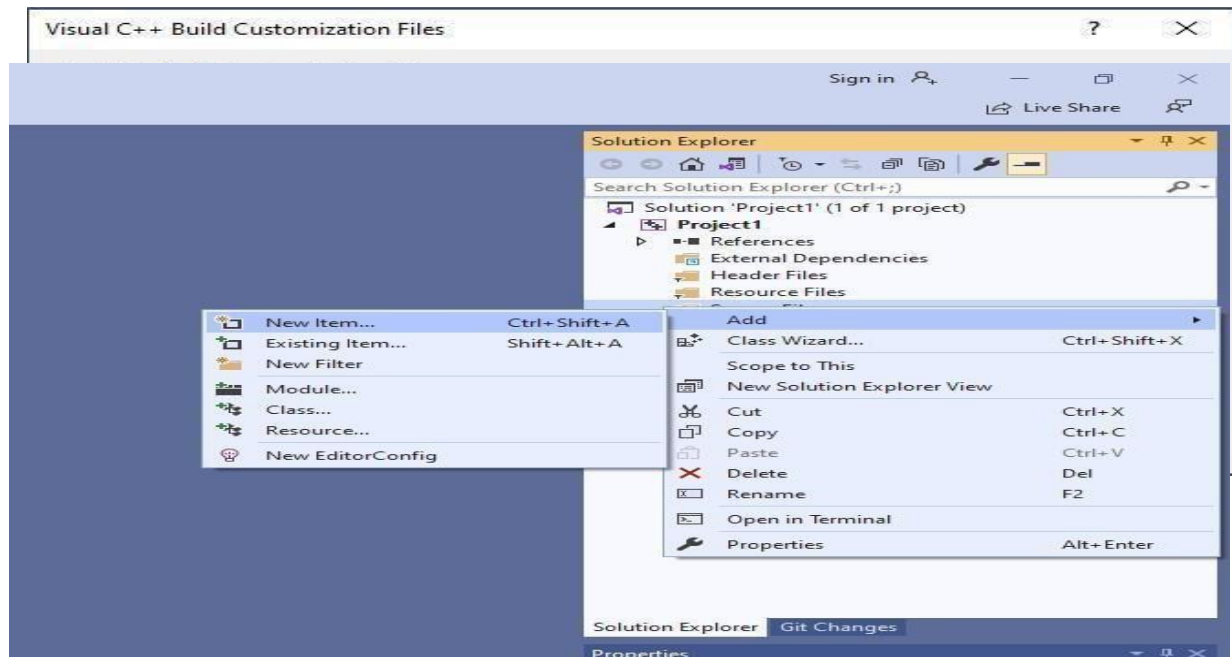 Visual C++ Build Customization Files ? ✕
Sign in
Live Share
Solution Explorer
Search Solution Explorer (Ctrl+;)
Solution 'Project1' (1 of 1 project)
Project1
References
External Dependencies
Header Files
Resource Files
New Item... Ctrl+Shift+A
Existing Item... Shift+Alt+A
New Filter
Module...
Class...
Resource...
New EditorConfig
Add
Class Wizard... Ctrl+Shift+X
Scope to This
New Solution Explorer View
Cut Ctrl+X
Copy Ctrl+C
Paste Ctrl+V
Delete Del
Rename F2
Open in Terminal
Properties Alt+Enter
Solution Explorer Git Changes
Properties